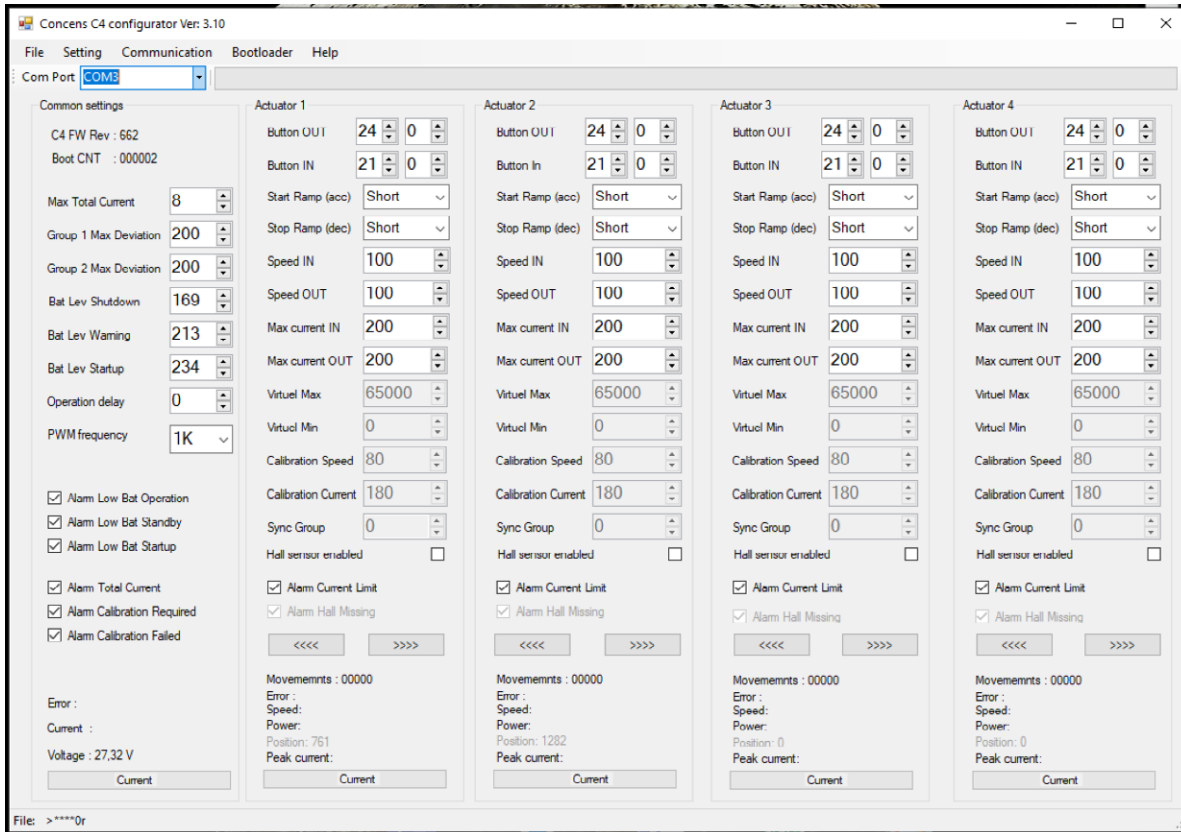 Concens C4 configurator Ver: 3.10
File Setting Communication Bootloader Help
Com Port COM3
Common settings
C4 FW Rev : 662
Boot CNT : 000002
Max Total Current 8
Group 1 Max Deviation 200
Group 2 Max Deviation 200
Bat Lev Shutdown 169
Bat Lev Warning 213
Bat Lev Startup 234
Operation delay 0
PWM frequency 1K
Alarm Low Bat Operation
Alarm Low Bat Standby
Alarm Low Bat Startup
Alarm Total Current
Alarm Calibration Required
Alarm Calibration Failed
Error :
Current :
Voltage : 27,32 V
Current
Actuator 1
Button OUT 24 0
Button IN 21 0
Start Ramp (acc) Short
Stop Ramp (dec) Short
Speed IN 100
Speed OUT 100
Max current IN 200
Max current OUT 200
Virtuel Max 65000
Virtuel Min 0
Calibration Speed 80
Calibration Current 180
Sync Group 0
Hall sensor enabled
Alarm Current Limit
Alarm Hall Missing
<<<< >>>>
Movememnts : 00000
Error :
Speed:
Power:
Position: 761
Peak current:
Current
Actuator 2
Button OUT 24 0
Button In 21 0
Start Ramp (acc) Short
Stop Ramp (dec) Short
Speed IN 100
Speed OUT 100
Max current IN 200
Max current OUT 200
Virtuel Max 65000
Virtuel Min 0
Calibration Speed 80
Calibration Current 180
Sync Group 0
Hall sensor enabled
Alarm Current Limit
Alarm Hall Missing
<<<< >>>>
Movememnts : 00000
Error :
Speed:
Power:
Position: 1282
Peak current:
Current
Actuator 3
Button OUT 24 0
Button IN 21 0
Start Ramp (acc) Short
Stop Ramp (dec) Short
Speed IN 100
Speed OUT 100
Max current IN 200
Max current OUT 200
Virtuel Max 65000
Virtuel Min 0
Calibration Speed 80
Calibration Current 180
Sync Group 0
Hall sensor enabled
Alarm Current Limit
Alarm Hall Missing
<<<< >>>>
Movememnts : 00000
Error :
Speed:
Power:
Position: 0
Peak current:
Current
Actuator 4
Button OUT 24 0
Button IN 21 0
Start Ramp (acc) Short
Stop Ramp (dec) Short
Speed IN 100
Speed OUT 100
Max current IN 200
Max current OUT 200
Virtuel Max 65000
Virtuel Min 0
Calibration Speed 80
Calibration Current 180
Sync Group 0
Hall sensor enabled
Alarm Current Limit
Alarm Hall Missing
<<<< >>>>
Movememnts : 00000
Error :
Speed:
Power:
Position: 0
Peak current:
Current
File: >****0r